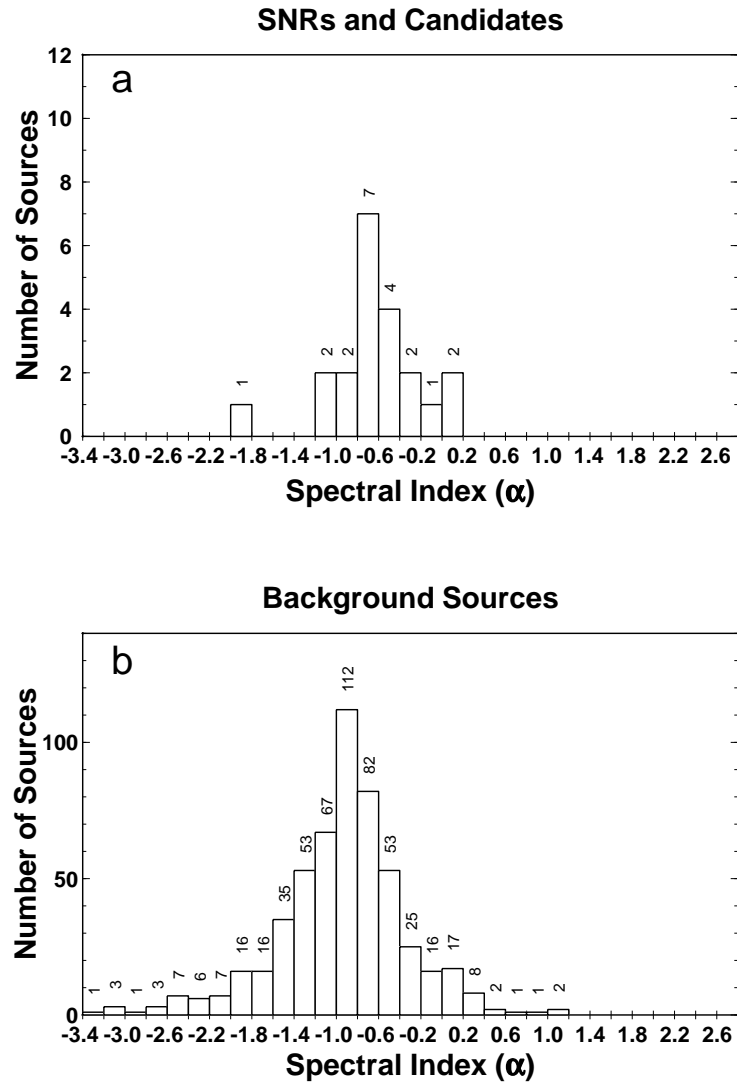 SNRs and Candidates
a
Number of Sources
12
10
8
6
4
2
0
1 2 2 7 4 2 1 2
-3.4 -3.0 -2.6 -2.2 -1.8 -1.4 -1.0 -0.6 -0.2 0.2 0.6 1.0 1.4 1.8 2.2 2.6
Spectral Index (α)
Background Sources
b
Number of Sources
100
50
0
1 3 1 3 7 6 7 16 16 35 53 67 112 82 53 25 16 17 8 2 1 1 2
-3.4 -3.0 -2.6 -2.2 -1.8 -1.4 -1.0 -0.6 -0.2 0.2 0.6 1.0 1.4 1.8 2.2 2.6
Spectral Index (α)